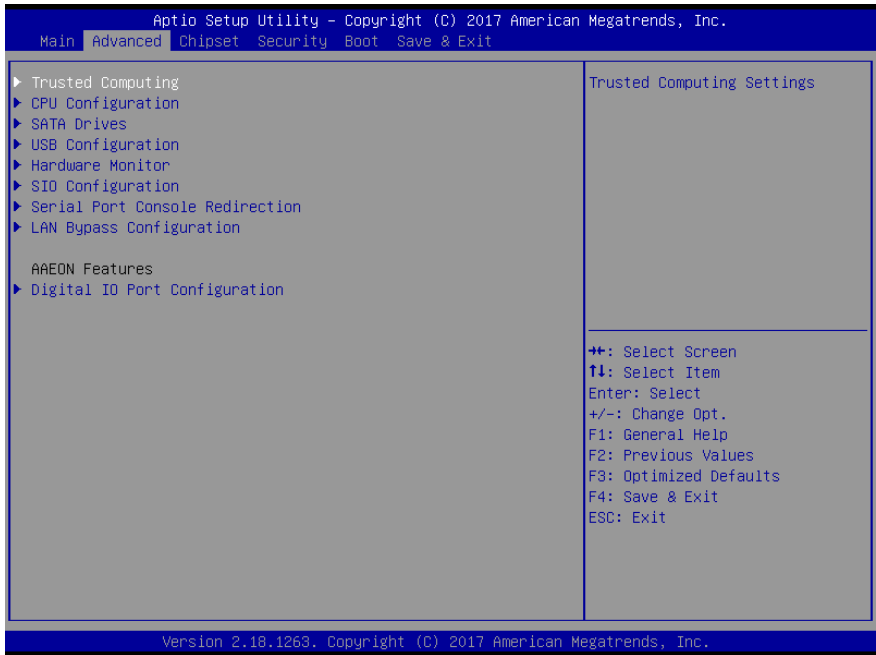 Aptio Setup Utility – Copyright (C) 2017 American Megatrends, Inc.
Main Advanced Chipset Security Boot Save & Exit
Trusted Computing
CPU Configuration
SATA Drives
USB Configuration
Hardware Monitor
SIO Configuration
Serial Port Console Redirection
LAN Bypass Configuration
AAEON Features
Digital IO Port Configuration
Trusted Computing Settings
→←: Select Screen
↑↓: Select Item
Enter: Select
+/-: Change Opt.
F1: General Help
F2: Previous Values
F3: Optimized Defaults
F4: Save & Exit
ESC: Exit
Version 2.18.1263. Copyright (C) 2017 American Megatrends, Inc.